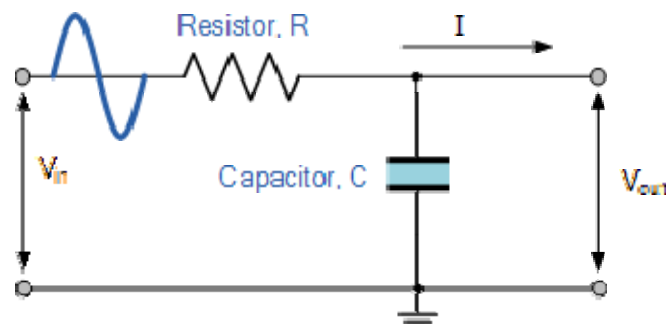 Resistor, R
I
Vin
Capacitor, C
Vout